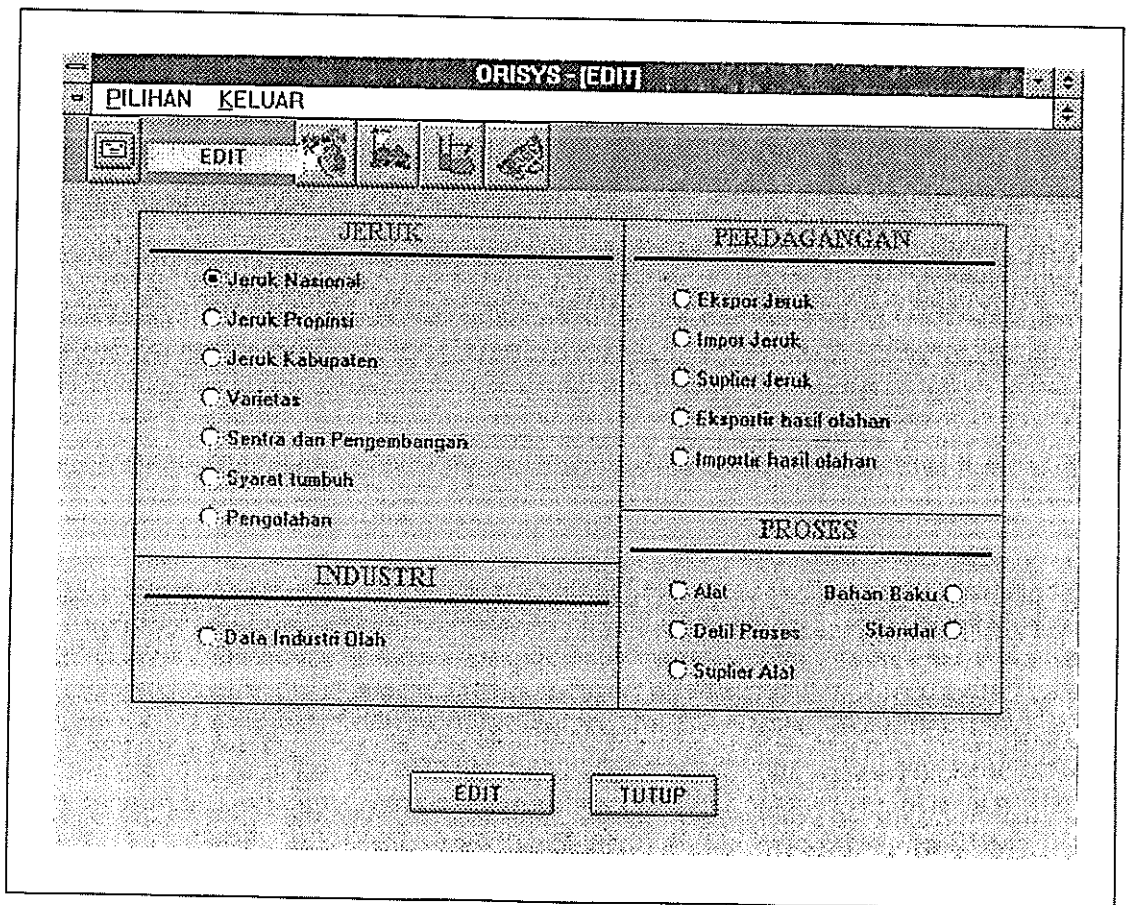 ORISYS - [EDIT]
PILIHAN KELUAR
EDIT
JERUK
Jeruk Nasional
Jeruk Propinsi
Jeruk Kabupaten
Varietas
Sentra dan Pengembangan
Syarat tumbuh
Pengolahan
INDUSTRI
Data Industri Olah
PERDAGANGAN
Ekspor Jeruk
Impor Jeruk
Suplier Jeruk
Eksportir hasil olahan
Importir hasil olahan
PROSES
Alat Bahan Baku
Detil Proses Standar
Suplier Alat
EDIT TUTUP